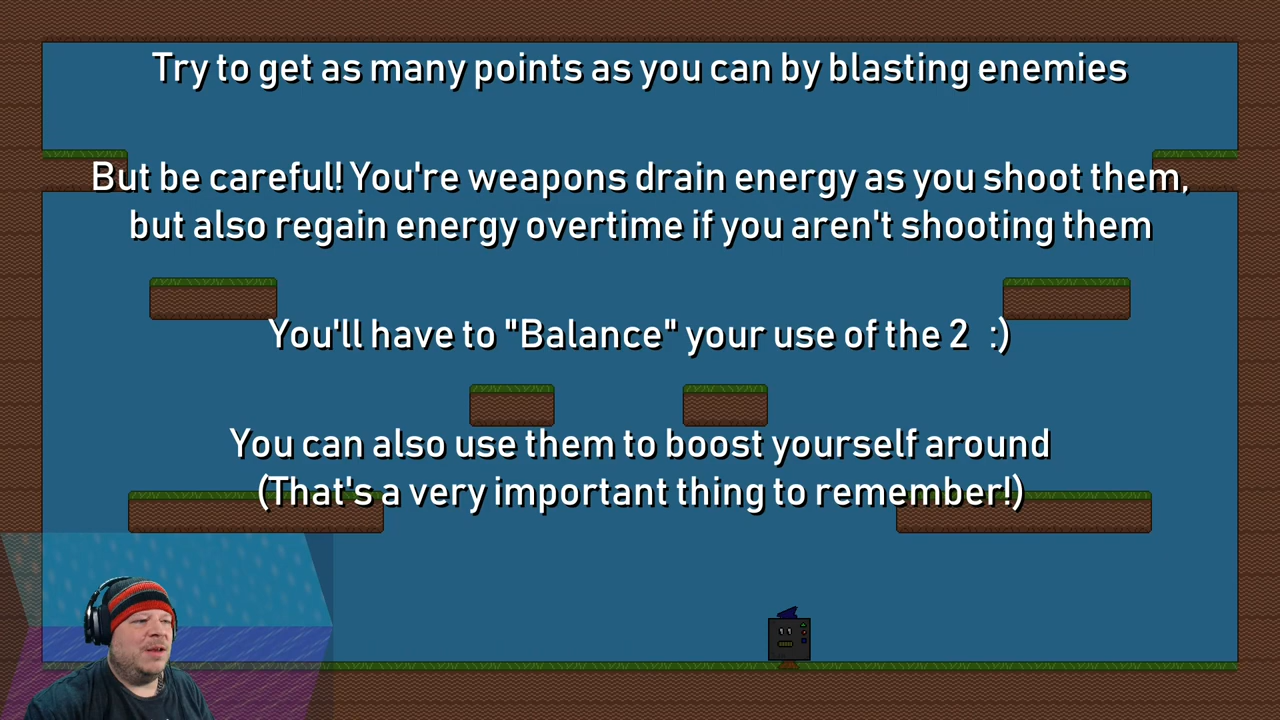 Try to get as many points as you can by blasting enemies
But be careful! You're weapons drain energy as you shoot them,
but also regain energy overtime if you aren't shooting them
You'll have to "Balance" your use of the 2  :)
You can also use them to boost yourself around
(That's a very important thing to remember!)